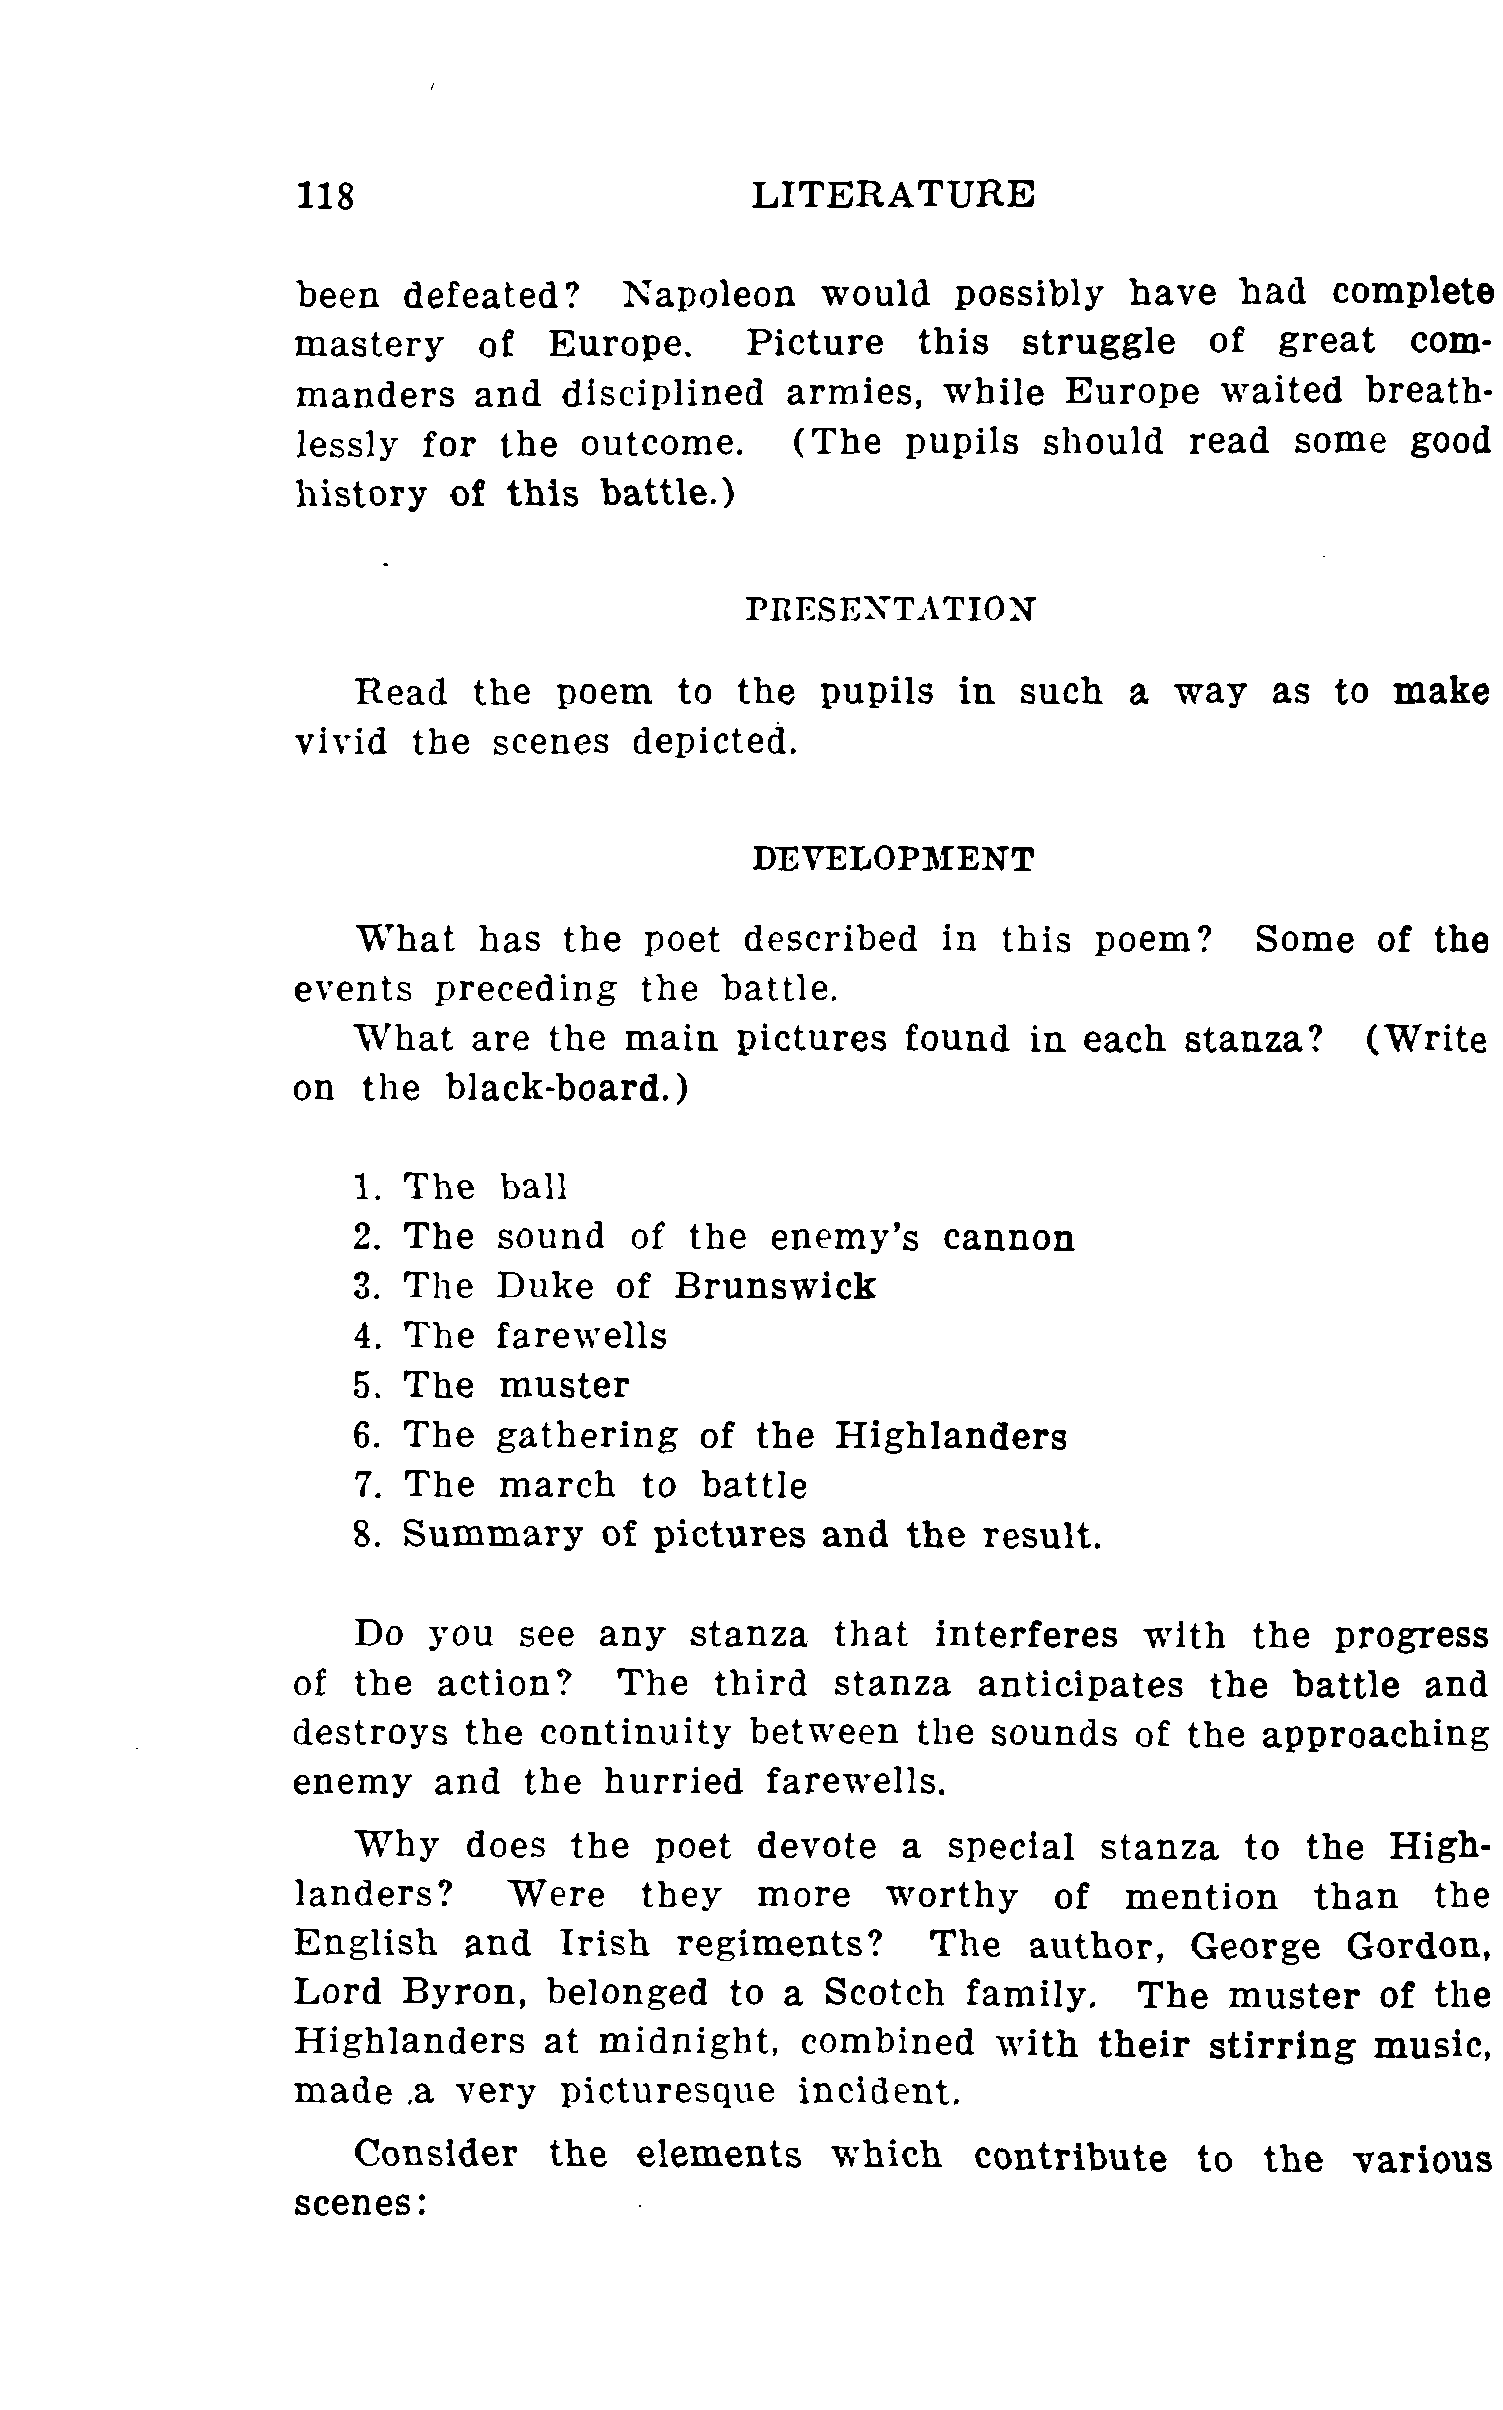 118 LITERATURE
been defeated? Napoleon would possibly have had complete
mastery of Europe. Picture this struggle of great com-
manders and disciplined armies, while Europe waited breath-
lessly for the outcome. (The pupils should read some good
history of this battle.)
PRESENTATION
Read the poem to the pupils in such a way as to make
vivid the scenes depicted.
DEVELOPMENT
What has the poet described in this poem? Some of the
events preceding the battle.
What are the main pictures found in each stanza? (Write
on the black-board.)
1. The ball
2. The sound of the enemy's cannon
3. The Duke of Brunswick
4. The farewells
5. The muster
6. The gathering of the Highlanders
7. The march to battle
8. Summary of pictures and the result.
Do you see any stanza that interferes with the progress
of the action? The third stanza anticipates the battle and
destroys the continuity between the sounds of the approaching
enemy and the hurried farewells.
Why does the poet devote a special stanza to the High-
landers? Were they more worthy of mention than the
English and Irish regiments? The author, George Gordon,
Lord Byron, belonged to a Scotch family. The muster of the
Highlanders at midnight, combined with their stirring music,
made a very picturesque incident.
Consider the elements which contribute to the various
scenes: